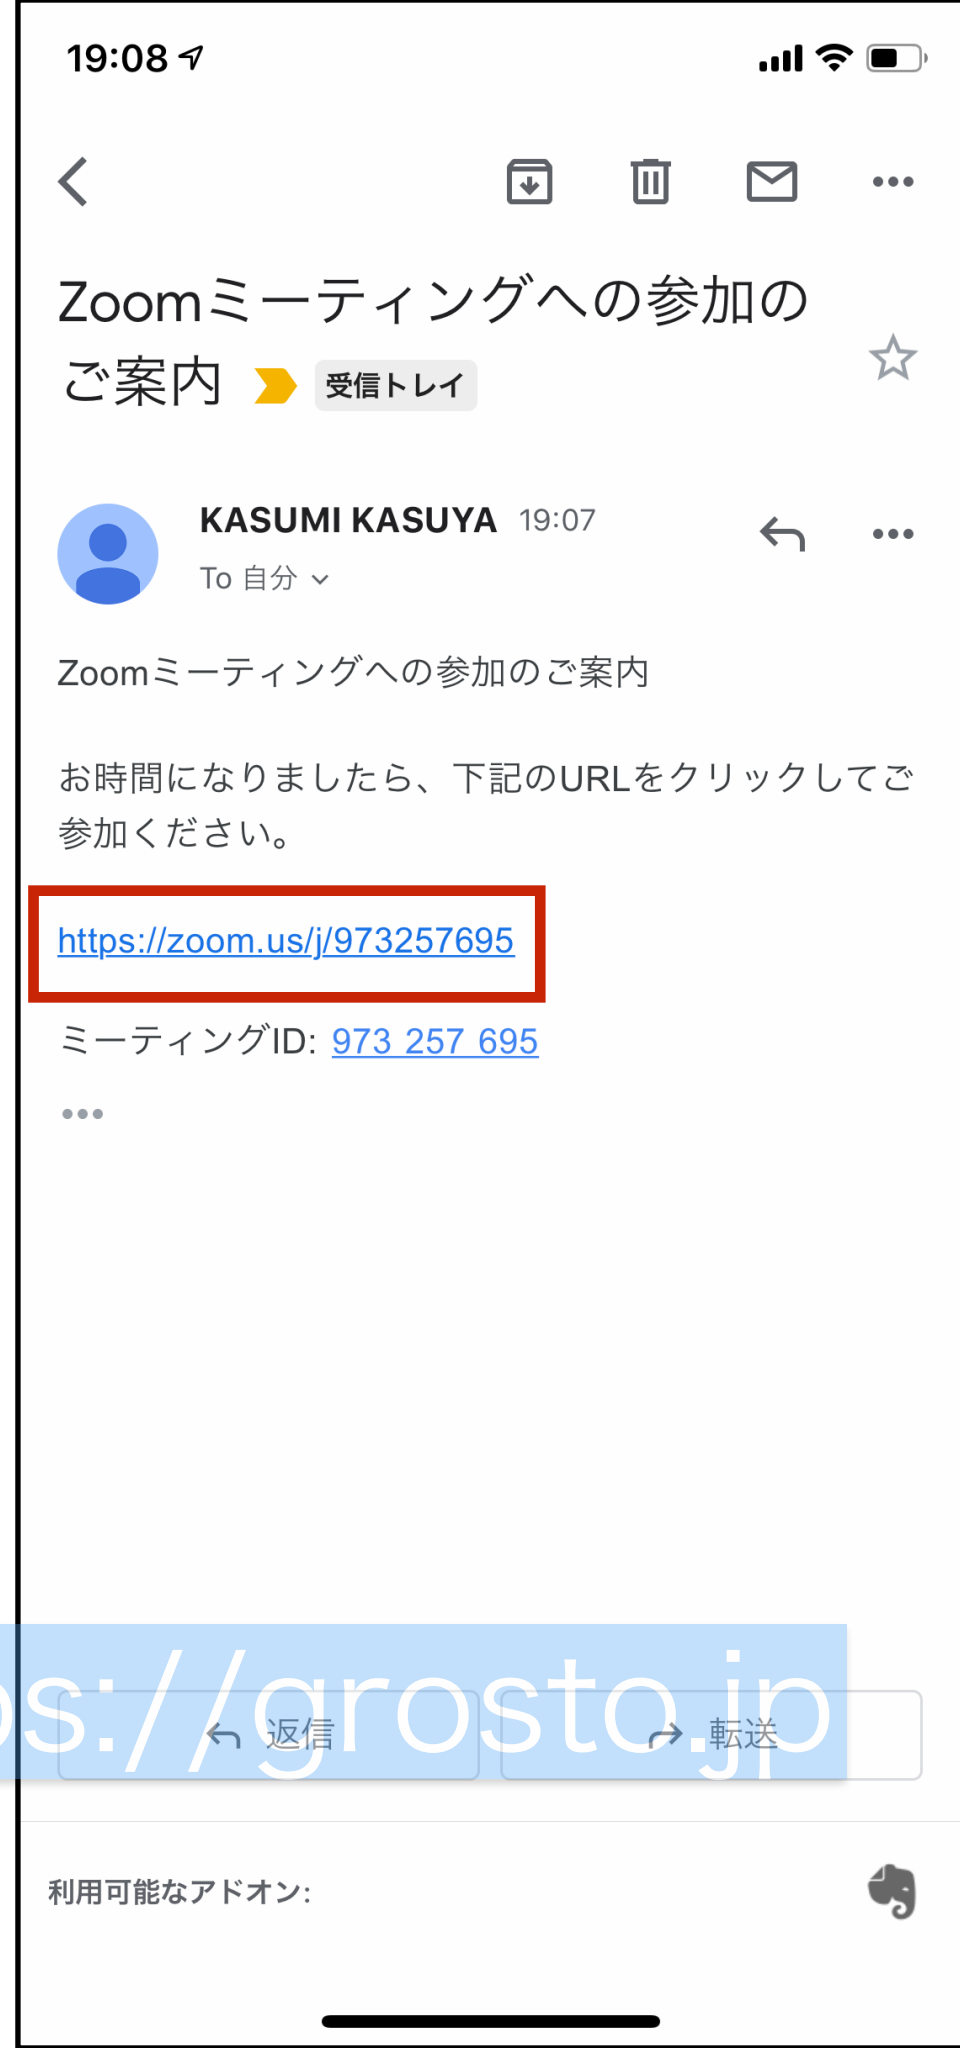 19:08
Zoomミーティングへの参加の
ご案内 受信トレイ
KASUMI KASUYA 19:07
To 自分
Zoomミーティングへの参加のご案内
お時間になりましたら、下記のURLをクリックしてご
参加ください。
https://zoom.us/j/973257695
ミーティングID: 973 257 695
ps://grosto.jp
返信 転送
利用可能なアドオン: